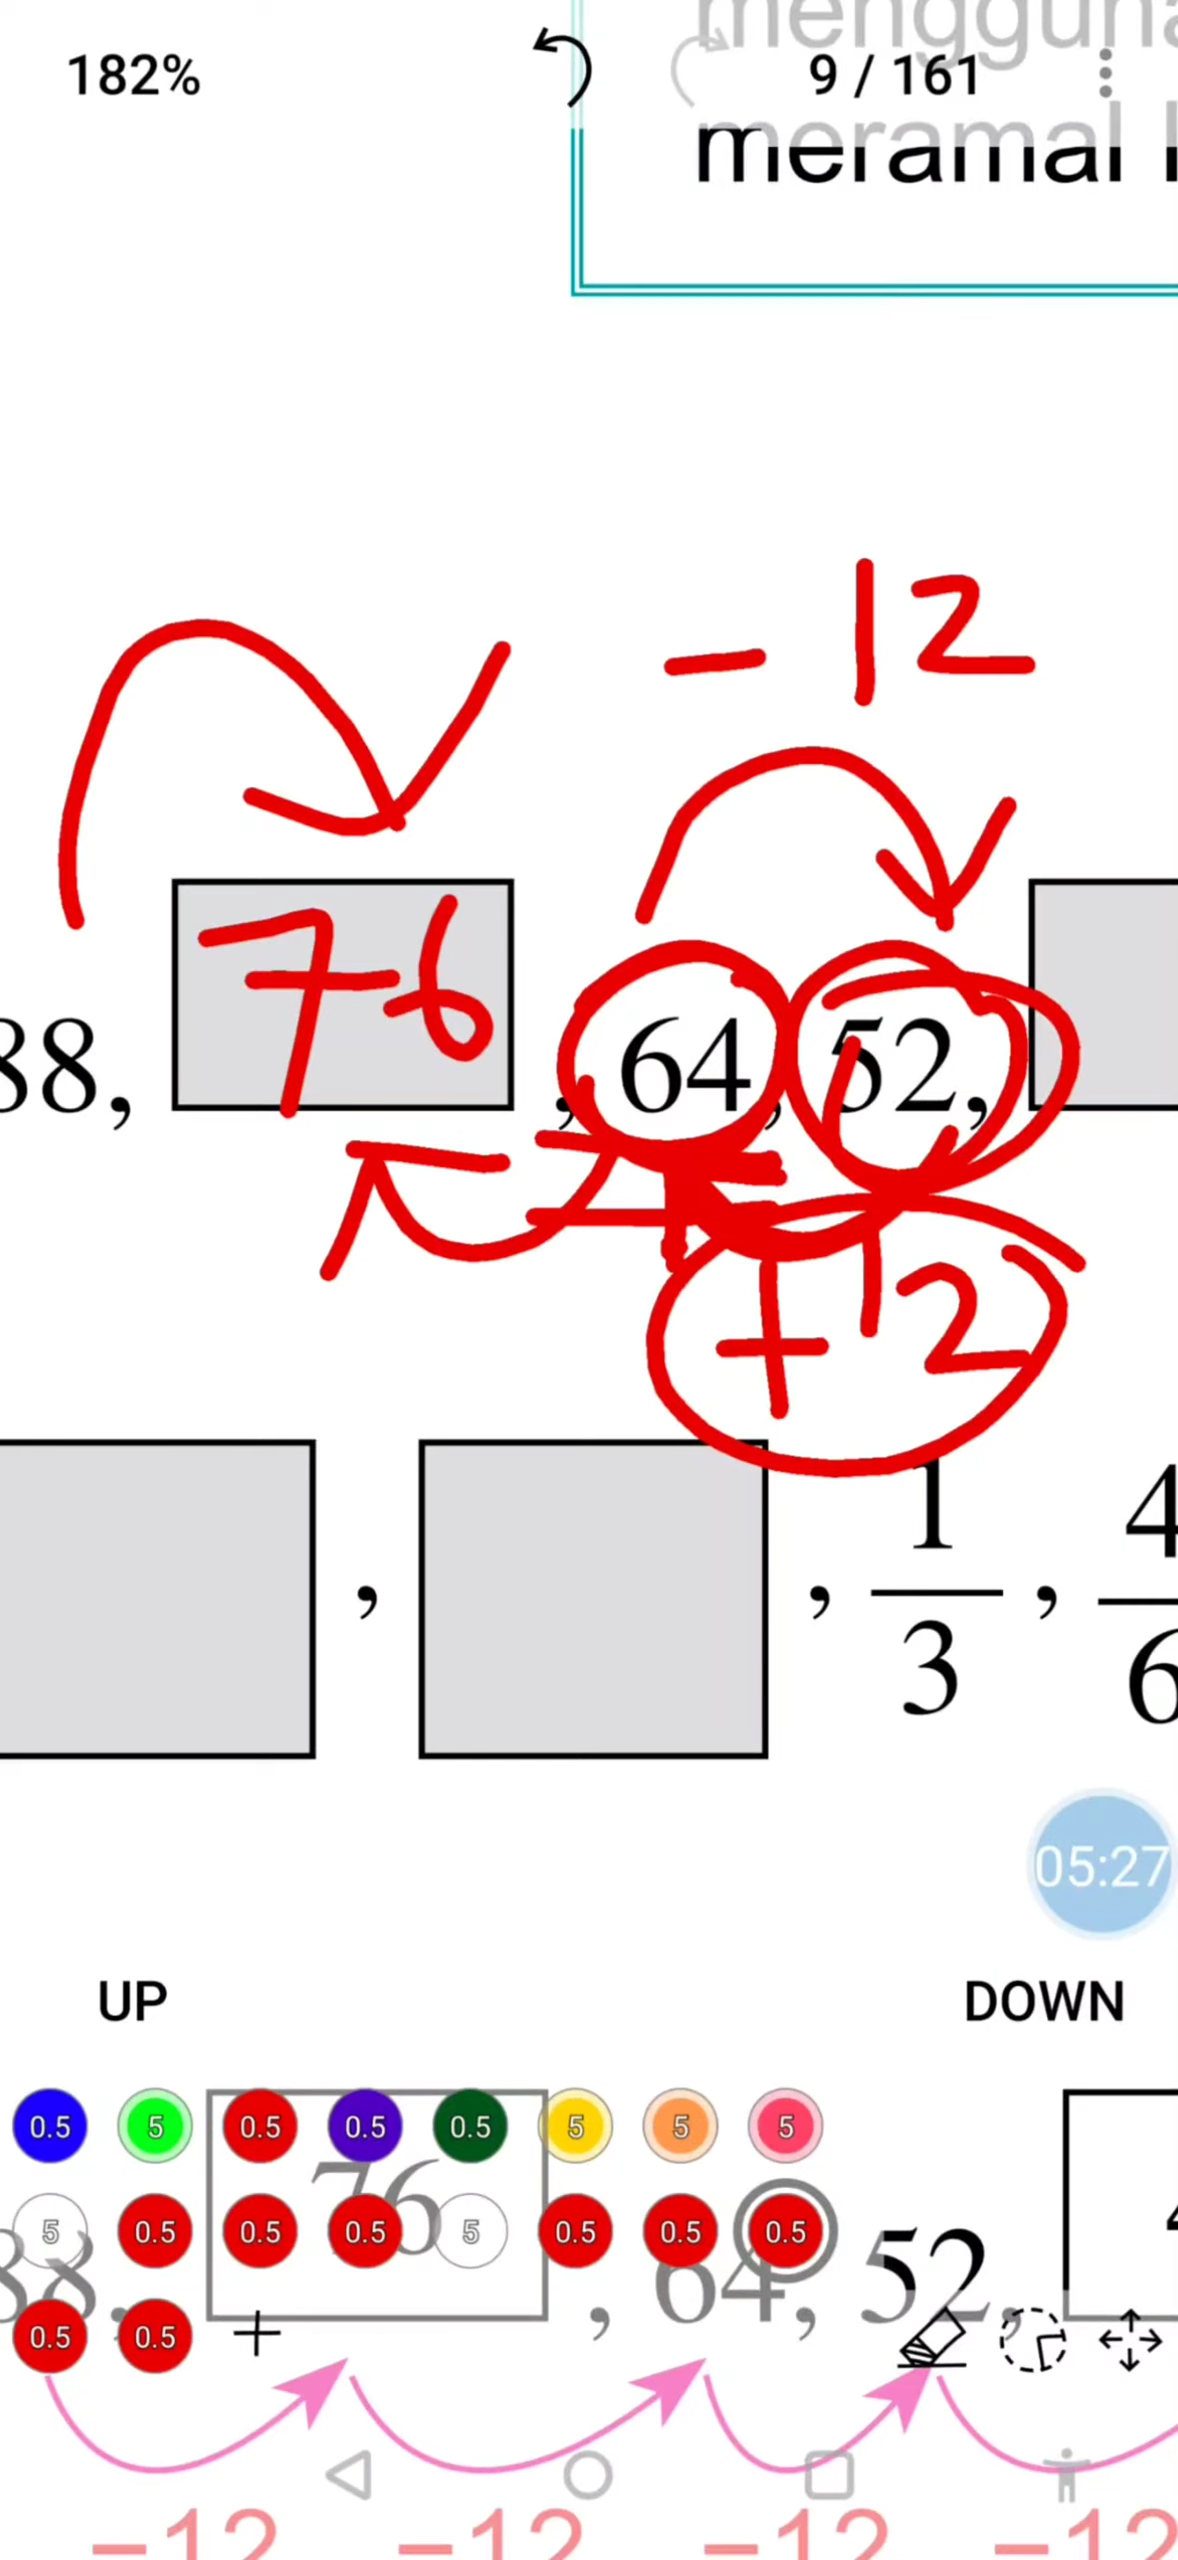 mengguna
182%
9 / 161
meramal
- 12
88, 76, 64, 52,
+12
, , 1/3, 4/6
05:27
UP
DOWN
0.5 5 0.5 0.5 0.5 5 5 5
76
5 0.5 0.5 0.5 5 0.5 0.5 0.5
88, , 64, 52,
0.5 0.5 +
−12 −12 −12 −12